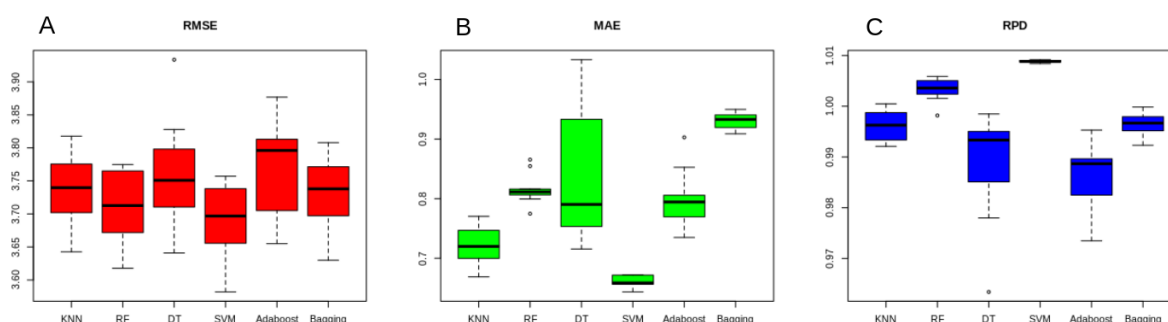 A
RMSE
3.90
3.85
3.80
3.75
3.70
3.65
3.60
KNN RF DT SVM Adaboost Bagging
B
MAE
1.0
0.9
0.8
0.7
KNN RF DT SVM Adaboost Bagging
C
RPD
1.01
1.00
0.99
0.98
0.97
KNN RF DT SVM Adaboost Bagging